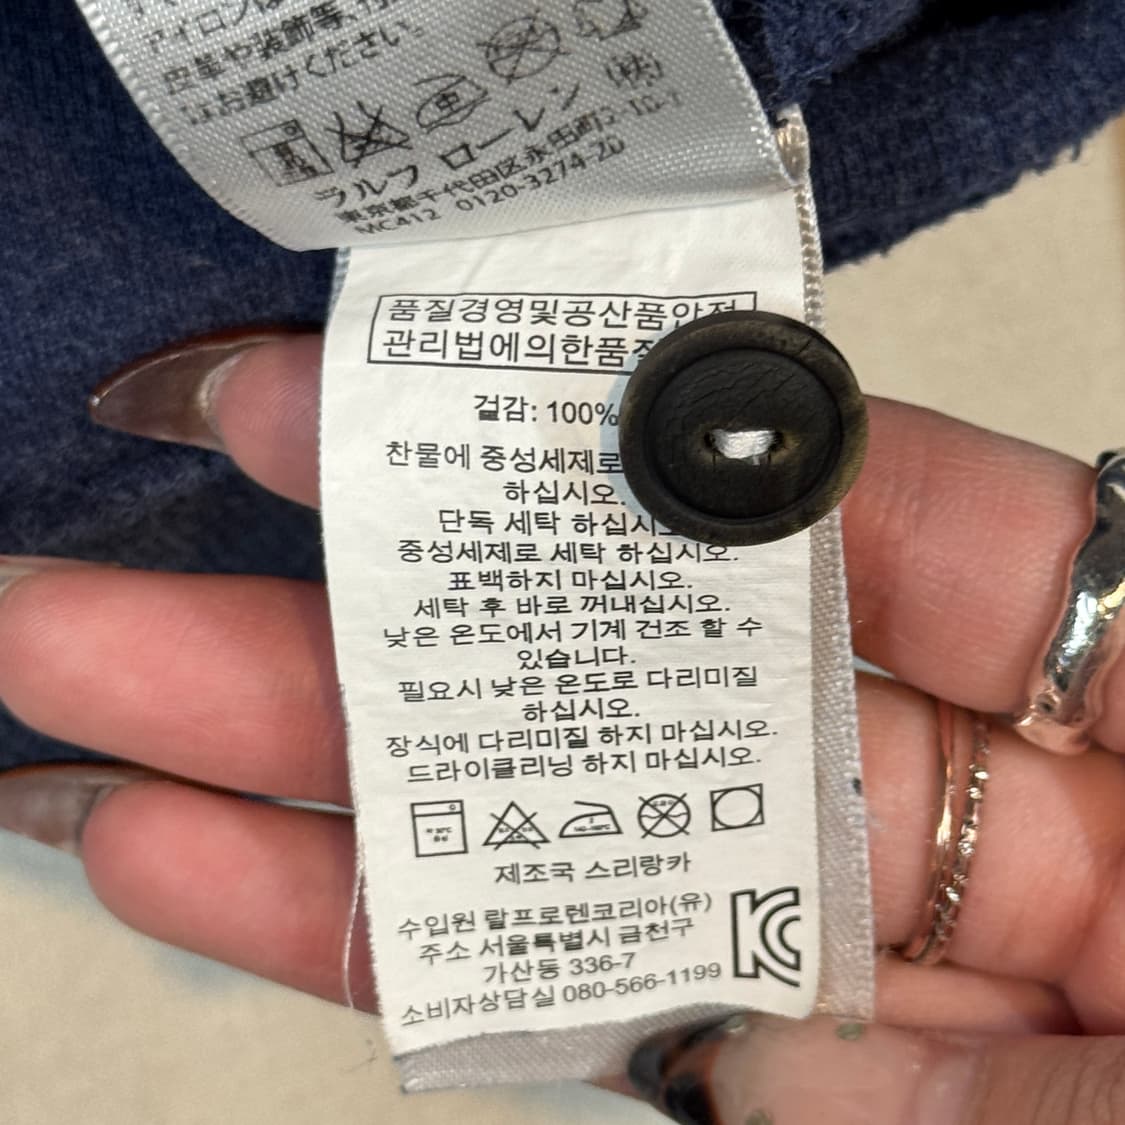 皮革や装飾等、
はお避けください。
ラルフ ローレン (株)
東京都千代田区永田町2-10-
MC412 0120-3274-20
품질경영및공산품안전
관리법에의한품
겉감: 100%
찬물에 중성세제로
하십시오.
단독 세탁 하십시
중성세제로 세탁 하십시오.
표백하지 마십시오.
세탁 후 바로 꺼내십시오.
낮은 온도에서 기계 건조 할 수
있습니다.
필요시 낮은 온도로 다리미질
하십시오.
장식에 다리미질 하지 마십시오.
드라이클리닝 하지 마십시오.
제조국 스리랑카
수입원 랄프로렌코리아(유)
주소 서울특별시 금천구
가산동 336-7
소비자상담실 080-566-1199